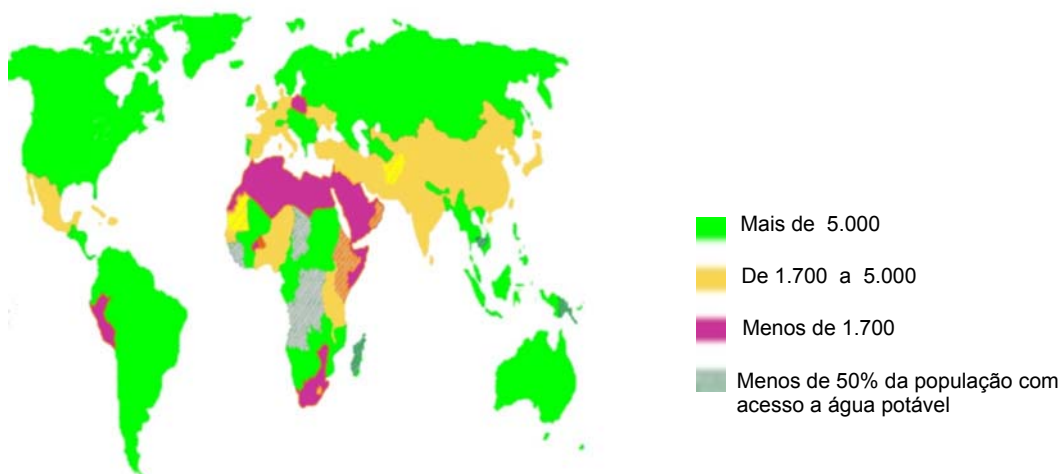 Mais de 5.000
De 1.700 a 5.000
Menos de 1.700
Menos de 50% da população com
acesso a água potável